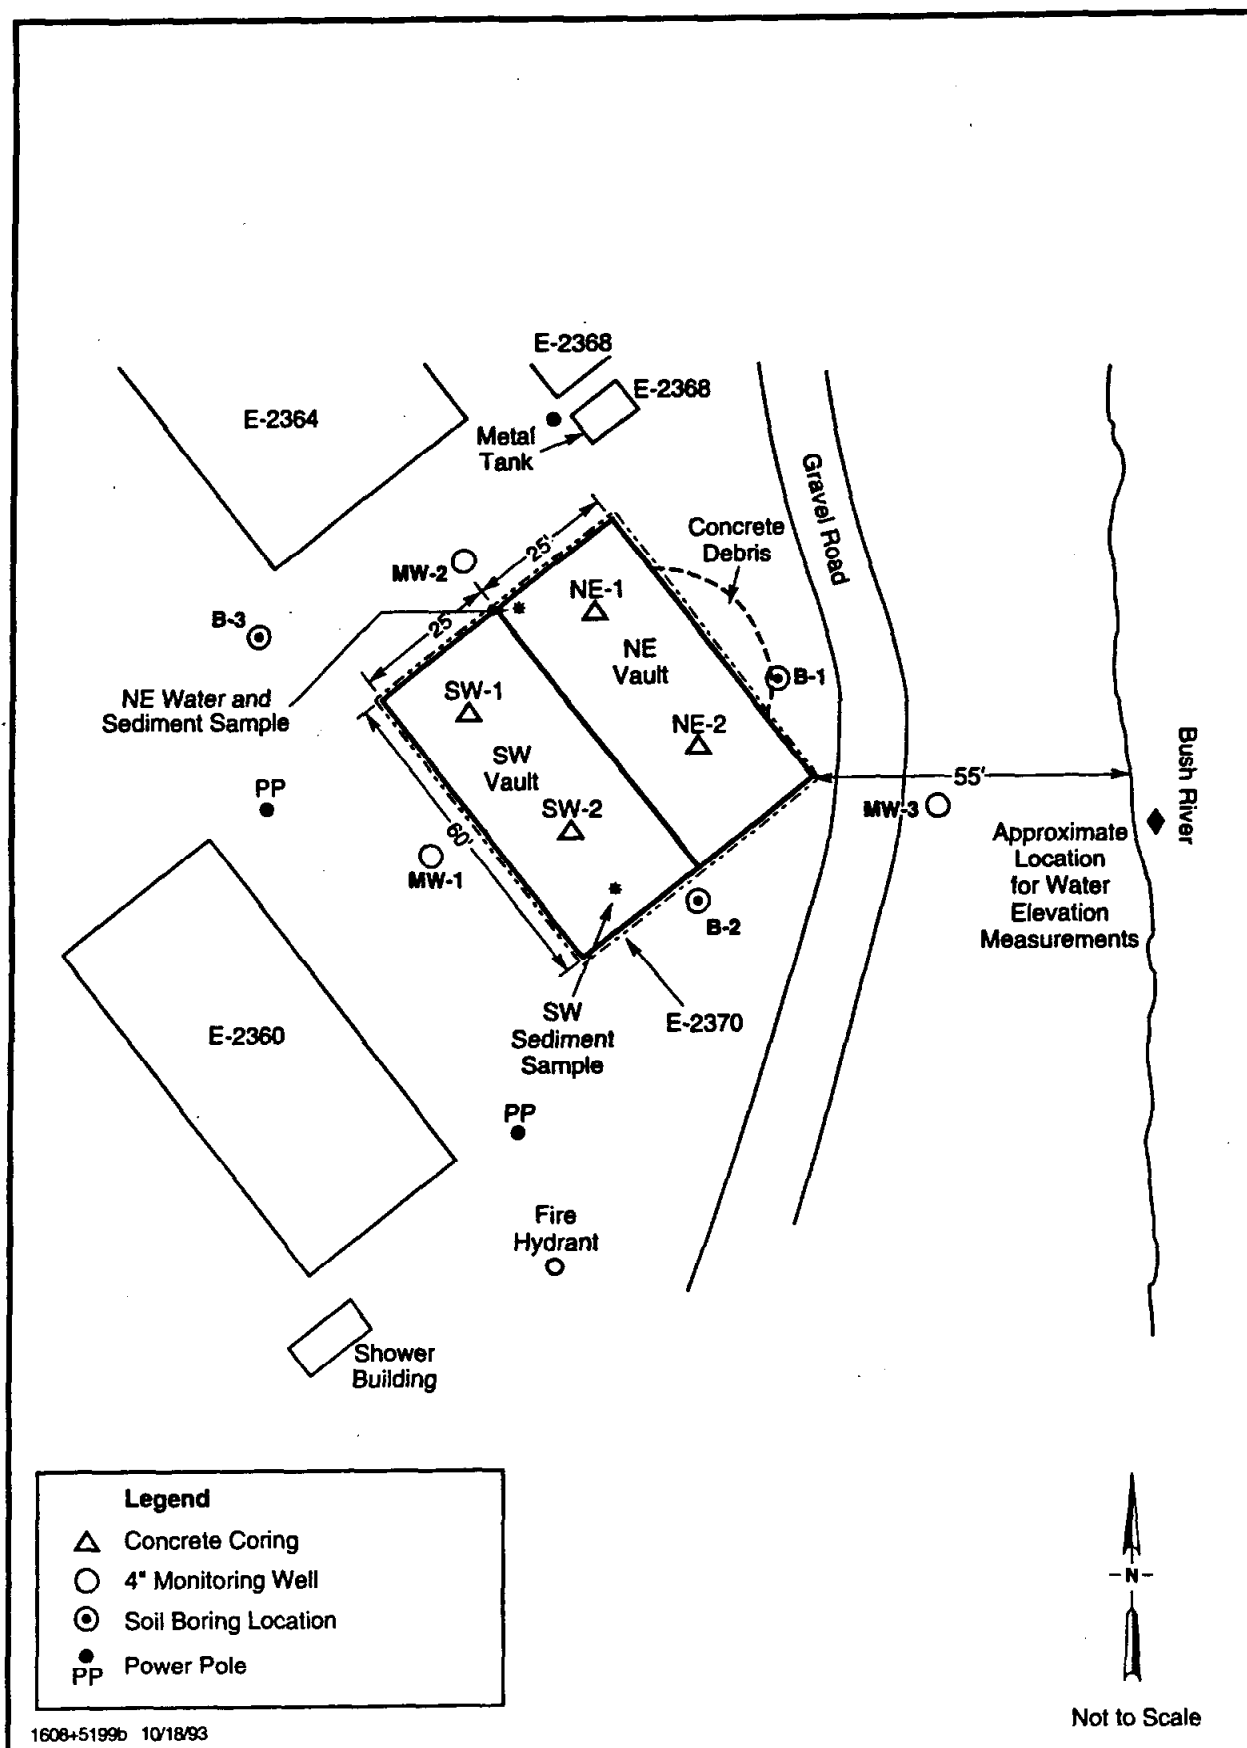 E-2368
E-2368
E-2364
Metal
Tank
Gravel Road
Concrete
Debris
25'
MW-2
NE-1
25'
B-3
NE
Vault
B-1
SW-1
NE Water and
Sediment Sample
NE-2
SW
Vault
Bush River
55'
PP
SW-2
MW-3
60'
Approximate
Location
for Water
Elevation
Measurements
MW-1
B-2
SW
Sediment
Sample
E-2370
E-2360
PP
Fire
Hydrant
Shower
Building
Legend
Concrete Coring
4" Monitoring Well
Soil Boring Location
PP Power Pole
-N-
Not to Scale
1608+5199b 10/18/93